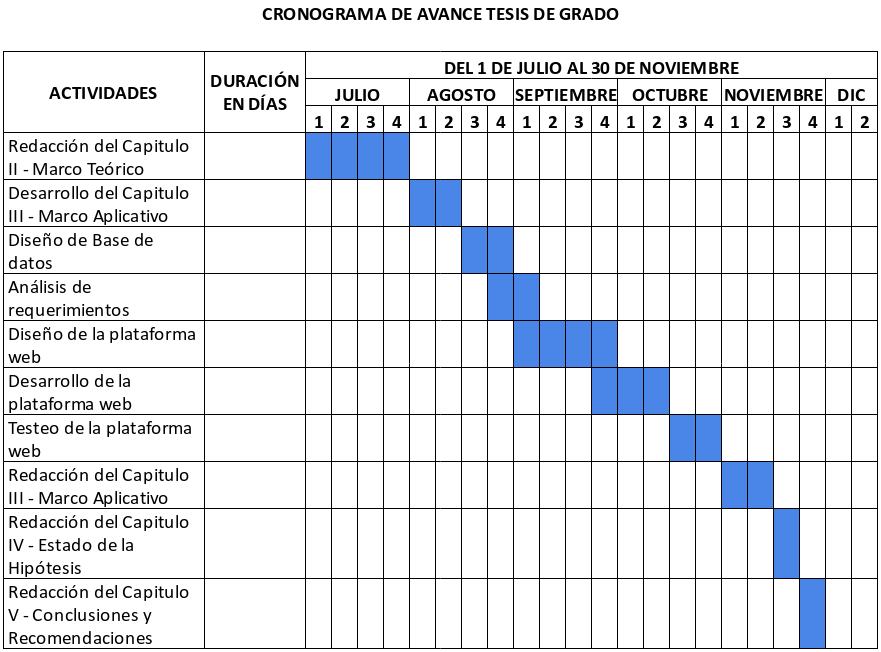 CRONOGRAMA DE AVANCE TESIS DE GRADO
ACTIVIDADES
DURACIÓN
EN DÍAS
DEL 1 DE JULIO AL 30 DE NOVIEMBRE
JULIO AGOSTO SEPTIEMBRE OCTUBRE NOVIEMBRE DIC
1 2 3 4 1 2 3 4 1 2 3 4 1 2 3 4 1 2 3 4 1 2
Redacción del Capitulo
II - Marco Teórico
Desarrollo del Capitulo
III - Marco Aplicativo
Diseño de Base de
datos
Análisis de
requerimientos
Diseño de la plataforma
web
Desarrollo de la
plataforma web
Testeo de la plataforma
web
Redacción del Capitulo
III - Marco Aplicativo
Redacción del Capitulo
IV - Estado de la
Hipótesis
Redacción del Capitulo
V - Conclusiones y
Recomendaciones